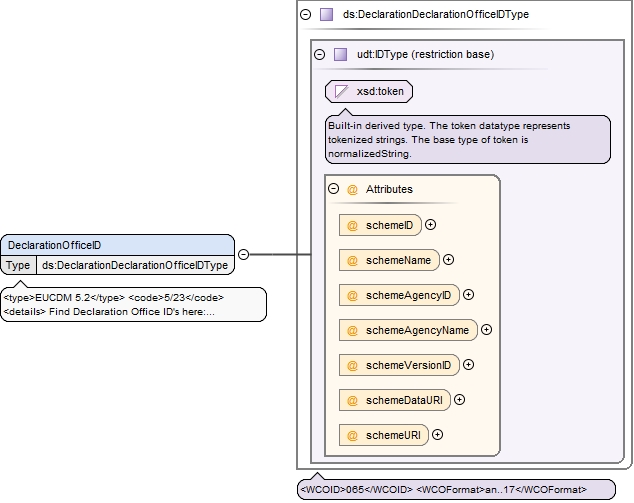 ds:DeclarationDeclarationOfficeIDType
udt:IDType (restriction base)
xsd:token
Built-in derived type. The token datatype represents
tokenized strings. The base type of token is
normalizedString.
@ Attributes
@ schemeID
@ schemeName
@ schemeAgencyID
@ schemeAgencyName
@ schemeVersionID
@ schemeDataURI
@ schemeURI
DeclarationOfficeID
Type ds:DeclarationDeclarationOfficeIDType
<type>EUCDM 5.2</type> <code>5/23</code>
<details> Find Declaration Office ID's here:...
<WCOID>065</WCOID> <WCOFormat>an..17</WCOFormat>